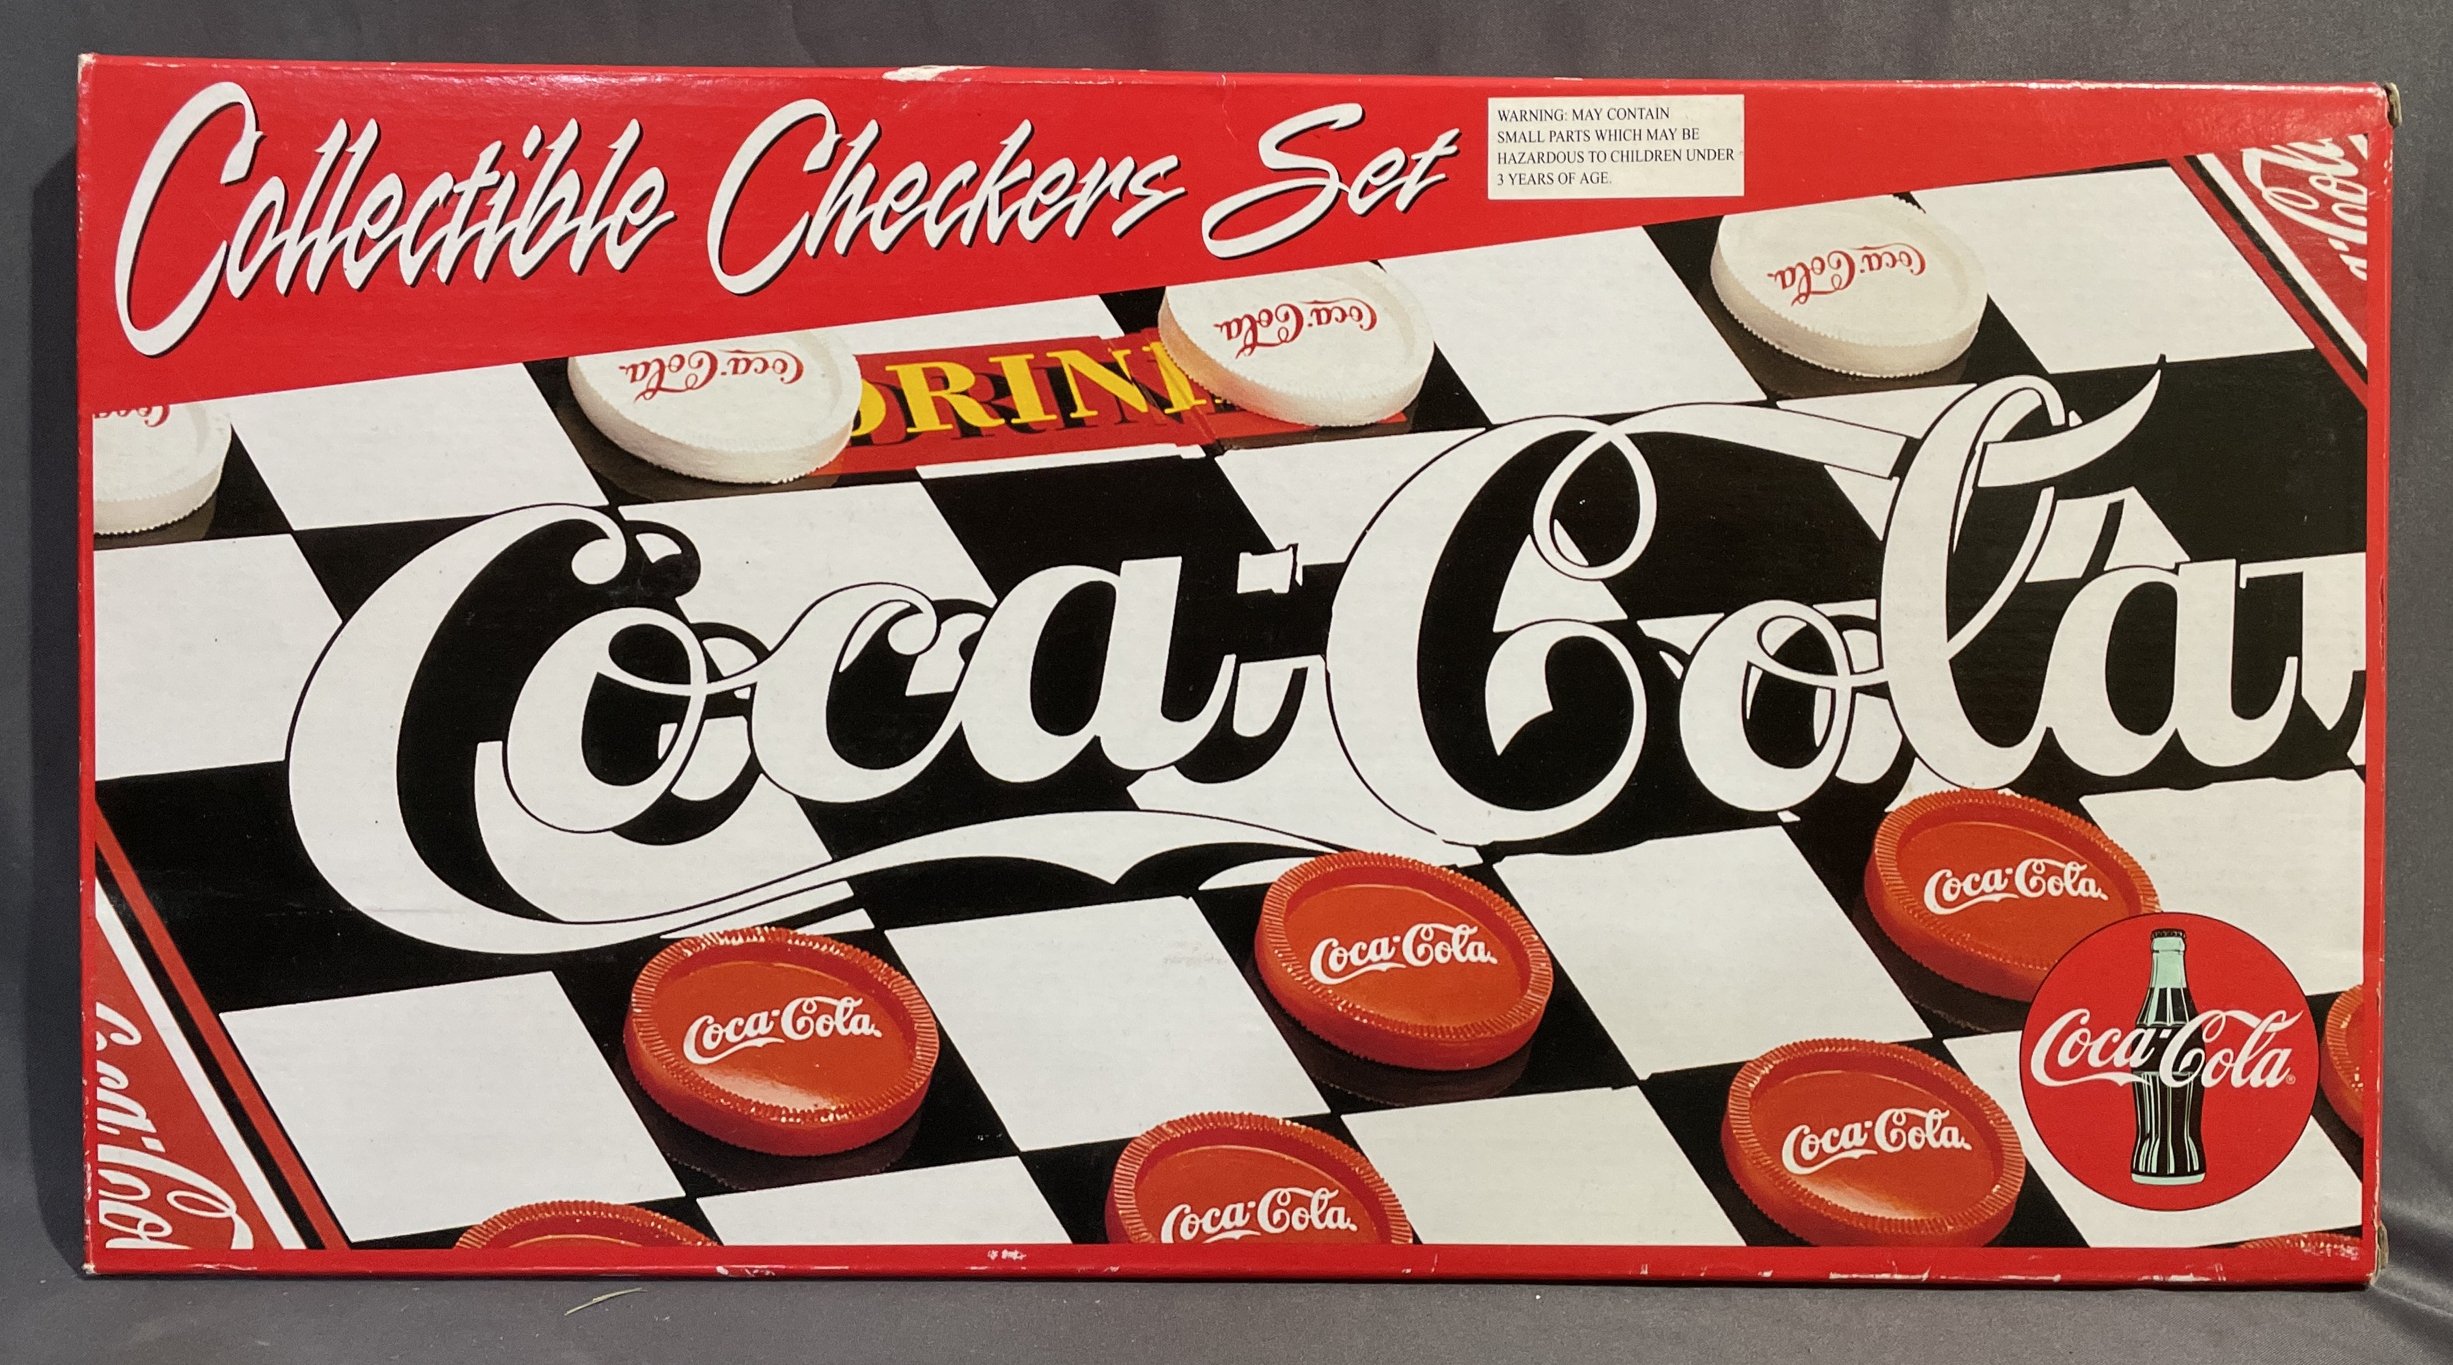 Collectible Checkers Set
WARNING: MAY CONTAIN
SMALL PARTS WHICH MAY BE
HAZARDOUS TO CHILDREN UNDER
3 YEARS OF AGE.
Coca-Cola
Coca-Cola
Coca-Cola
Coca-Cola
Coca-Cola
Coca-Cola
Coca-Cola
Coca-Cola
Coca-Cola
Coca-Cola
Coca-Cola®